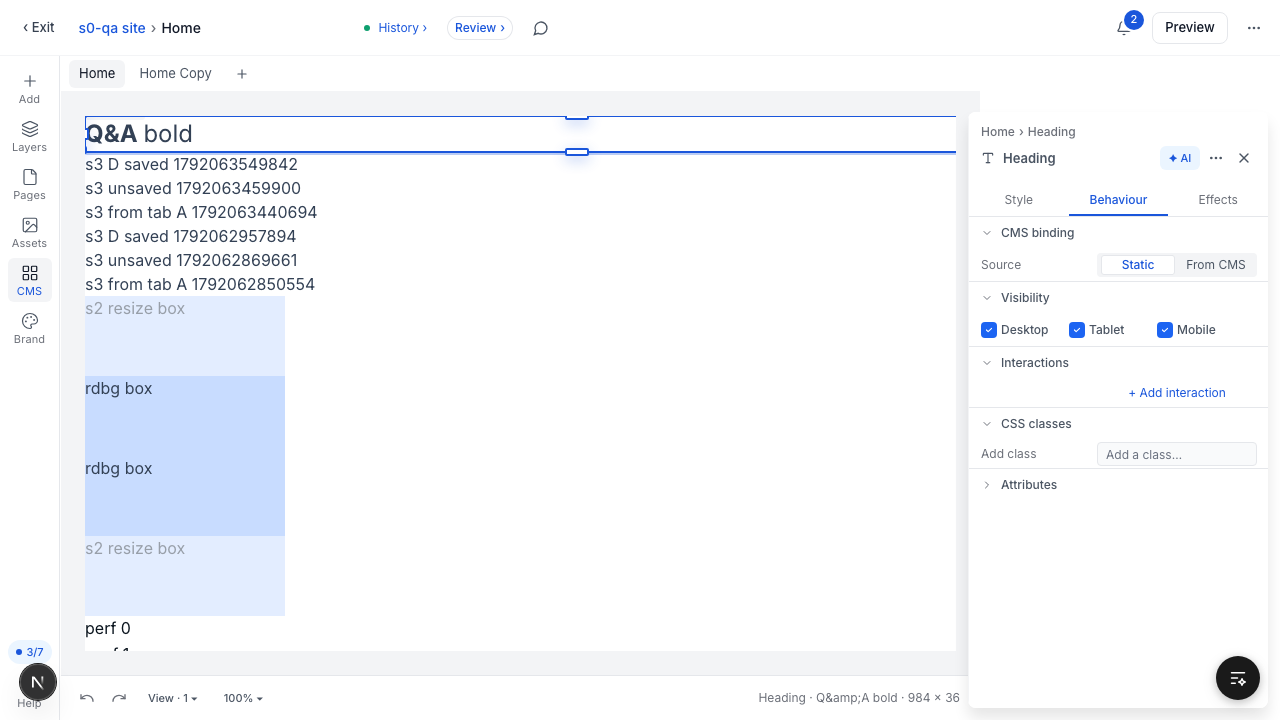 ‹ Exit
s0-qa site › Home
History ›
Review ›
2
Preview
Home
Home Copy
Add
Layers
Pages
Assets
CMS
Brand
3/7
N
Help
Q&A bold
s3 D saved 1792063549842
s3 unsaved 1792063459900
s3 from tab A 1792063440694
s3 D saved 1792062957894
s3 unsaved 1792062869661
s3 from tab A 1792062850554
s2 resize box
rdbg box
rdbg box
s2 resize box
perf 0
View · 1
100%
Heading · Q&amp;A bold · 984 × 36
Home › Heading
Heading
AI
Style
Behaviour
Effects
CMS binding
Source
Static
From CMS
Visibility
Desktop
Tablet
Mobile
Interactions
+ Add interaction
CSS classes
Add class
Add a class...
Attributes